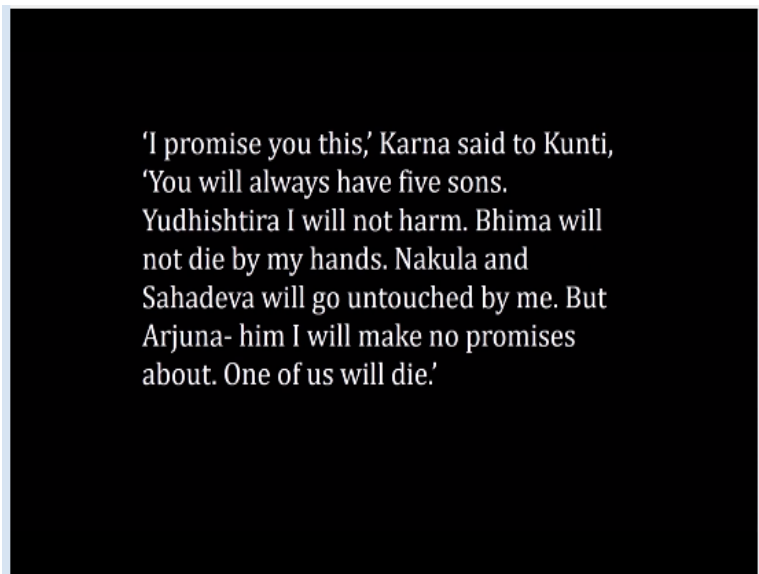 ‘I promise you this,’ Karna said to Kunti,
‘You will always have five sons.
Yudhishtira I will not harm. Bhima will
not die by my hands. Nakula and
Sahadeva will go untouched by me. But
Arjuna- him I will make no promises
about. One of us will die.’